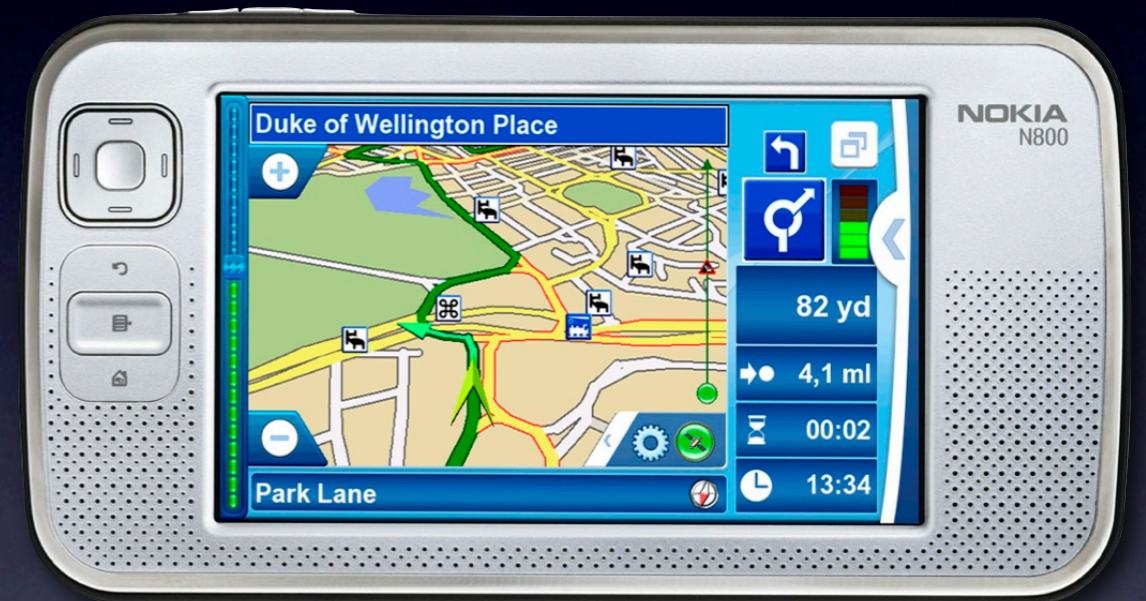 NOKIA
N800
Duke of Wellington Place
82 yd
4,1 ml
00:02
13:34
Park Lane